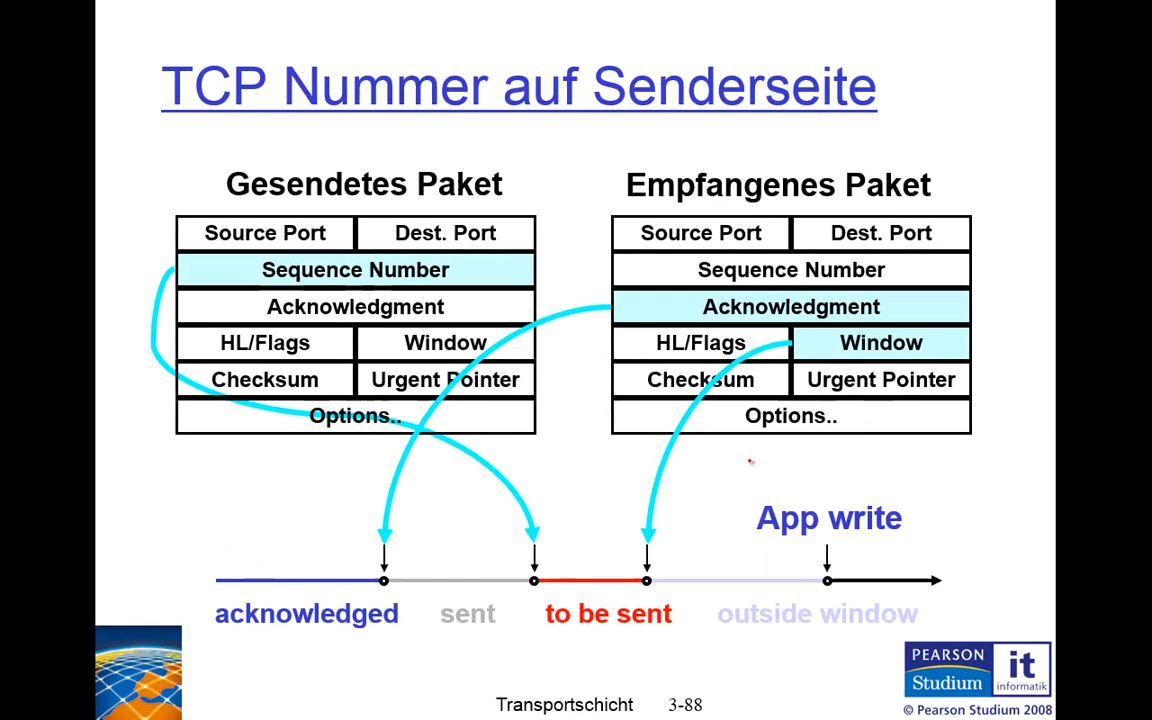 TCP Nummer auf Senderseite
Gesendetes Paket
Source Port Dest. Port
Sequence Number
Acknowledgment
HL/Flags Window
Checksum Urgent Pointer
Options..
Empfangenes Paket
Source Port Dest. Port
Sequence Number
Acknowledgment
HL/Flags Window
Checksum Urgent Pointer
Options..
App write
acknowledged sent to be sent outside window
Transportschicht 3-88
PEARSON
Studium
it
informatik
© Pearson Studium 2008